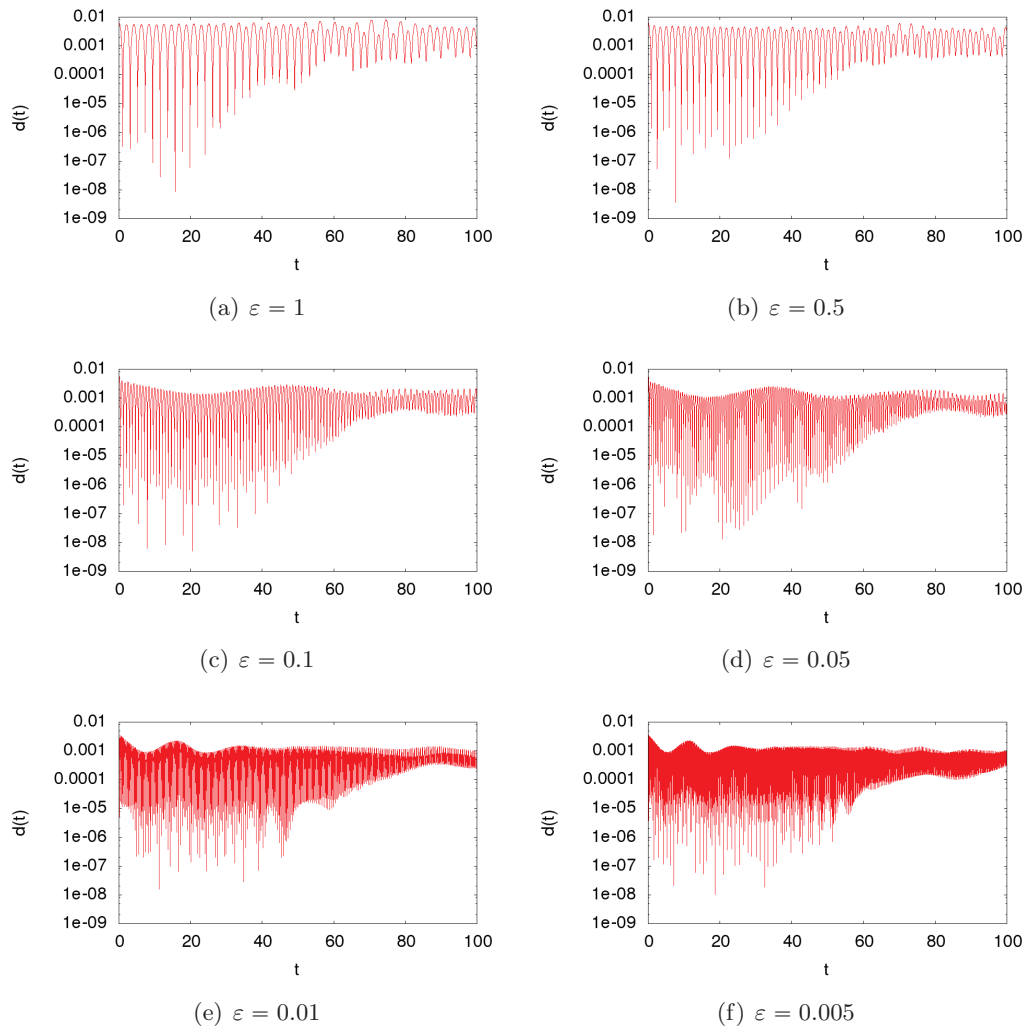 0.01
0.001
0.0001
1e-05
1e-06
1e-07
1e-08
1e-09
d(t)
0 20 40 60 80 100
t
(a) ε = 1
0.01
0.001
0.0001
1e-05
1e-06
1e-07
1e-08
1e-09
d(t)
0 20 40 60 80 100
t
(b) ε = 0.5
0.01
0.001
0.0001
1e-05
1e-06
1e-07
1e-08
1e-09
d(t)
0 20 40 60 80 100
t
(c) ε = 0.1
0.01
0.001
0.0001
1e-05
1e-06
1e-07
1e-08
1e-09
d(t)
0 20 40 60 80 100
t
(d) ε = 0.05
0.01
0.001
0.0001
1e-05
1e-06
1e-07
1e-08
1e-09
d(t)
0 20 40 60 80 100
t
(e) ε = 0.01
0.01
0.001
0.0001
1e-05
1e-06
1e-07
1e-08
1e-09
d(t)
0 20 40 60 80 100
t
(f) ε = 0.005